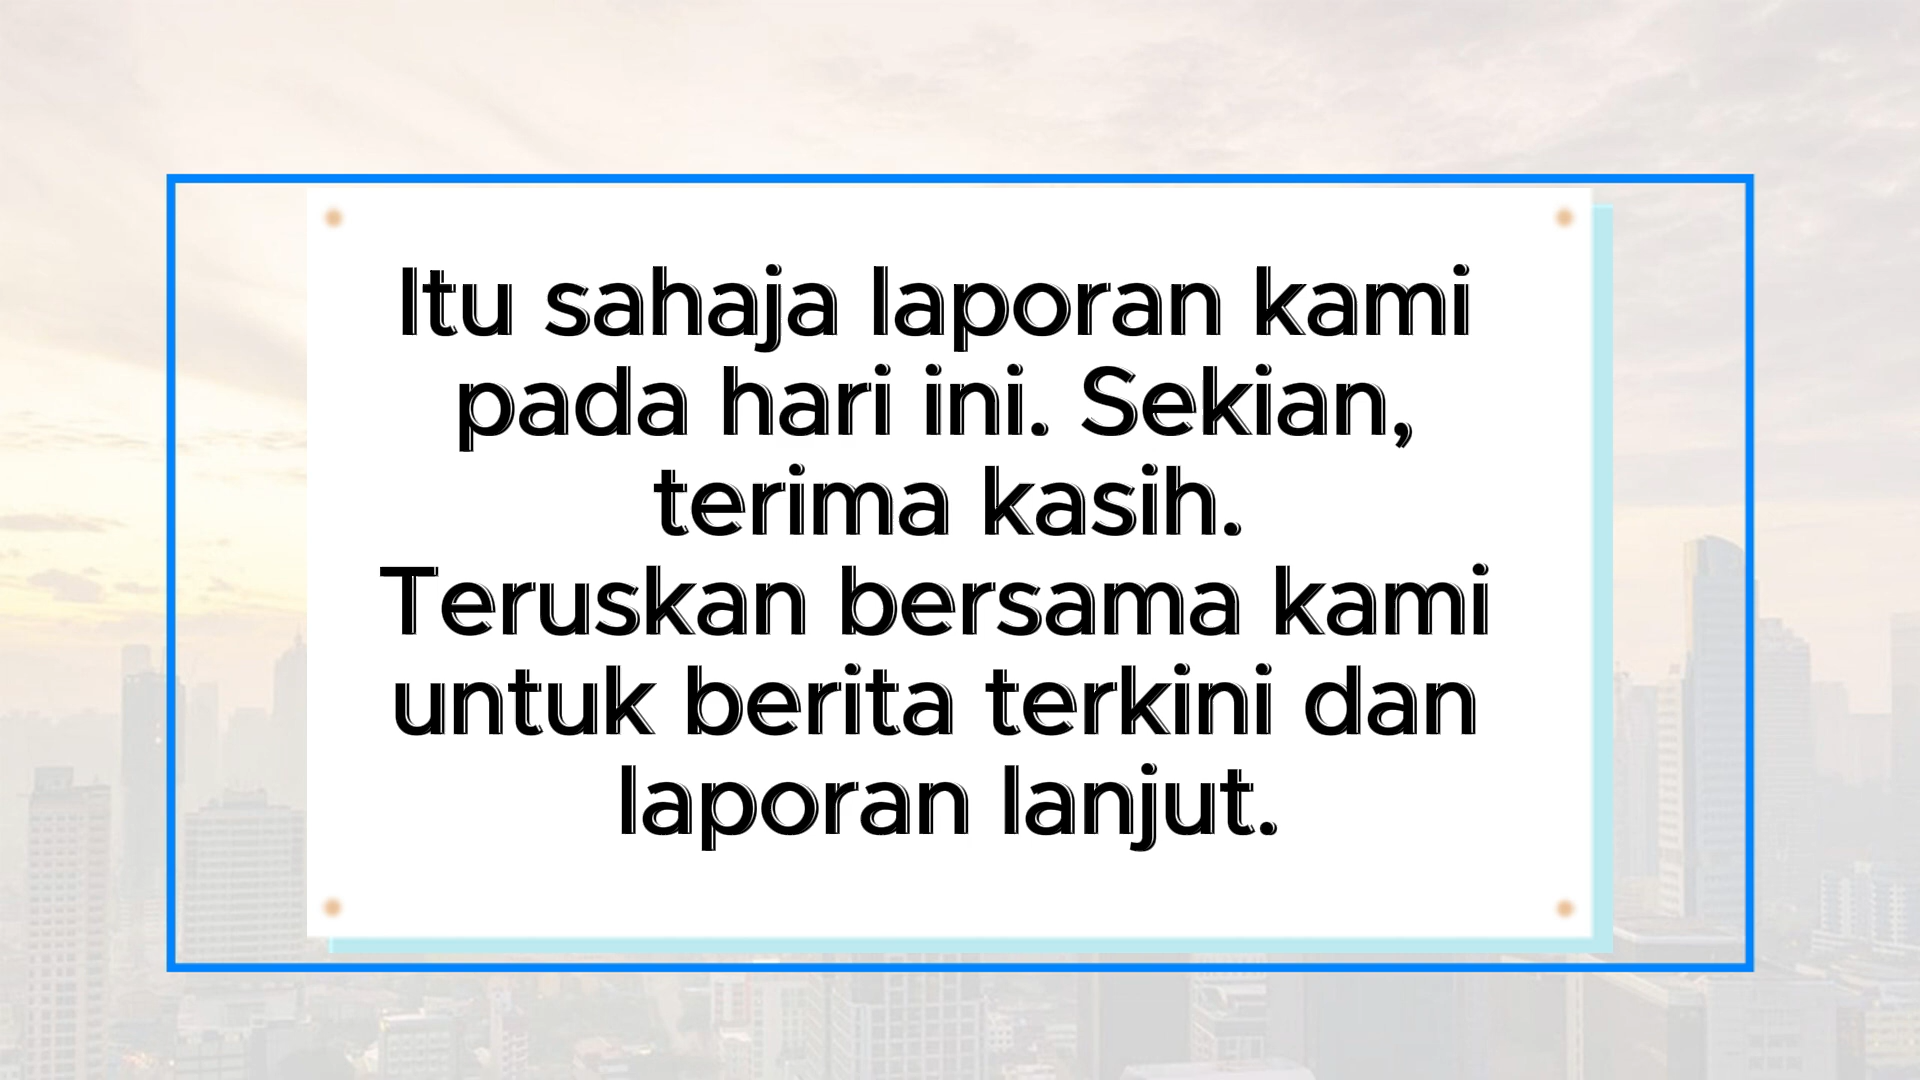 Itu sahaja laporan kami
pada hari ini. Sekian,
terima kasih.
Teruskan bersama kami
untuk berita terkini dan
laporan lanjut.